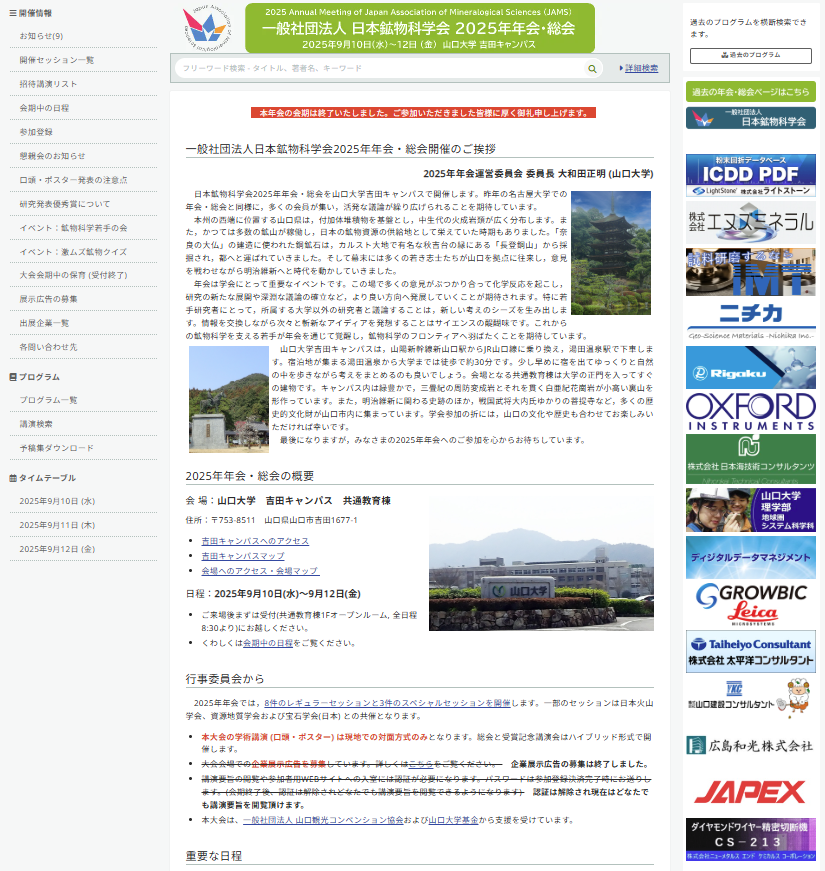 開催情報
お知らせ(9)
開催セッション一覧
招待講演リスト
会期中の日程
参加登録
懇親会のお知らせ
口頭・ポスター発表の注意点
研究発表優秀賞について
イベント：鉱物科学若手の会
イベント：激ムズ鉱物クイズ
大会会期中の保育 (受付終了)
展示広告の募集
出展企業一覧
各問い合わせ先
プログラム
プログラム一覧
講演検索
予稿集ダウンロード
タイムテーブル
2025年9月10日 (水)
2025年9月11日 (木)
2025年9月12日 (金)
2025 Annual Meeting of Japan Association of Mineralogical Sciences (JAMS)
一般社団法人 日本鉱物科学会 2025年年会・総会
2025年9月10日(水)～12日（金）山口大学 吉田キャンパス
フリーワード検索 - タイトル、著者名、キーワード
詳細検索
本年会の会期は終了いたしました。ご参加いただきました皆様に厚く御礼申し上げます。
一般社団法人日本鉱物科学会2025年年会・総会開催のご挨拶
2025年年会運営委員会 委員長 大和田正明 (山口大学)
日本鉱物科学会2025年年会・総会を山口大学吉田キャンパスで開催します。昨年の名古屋大学での
年会・総会と同様に，多くの会員が集い，活発な議論が繰り広げられることを期待しています。
本州の西端に位置する山口県は，付加体堆積物を基盤とし，中生代の火成岩類が広く分布します。ま
た，かつては多数の鉱山が稼働し，日本の鉱物資源の供給地として栄えていた時期もありました。「奈
良の大仏」の鋳造に使われた銅鉱石は，カルスト大地で有名な秋吉台の縁にある「長登銅山」から採
掘され，都へと運ばれていきました。そして幕末には多くの若き志士たちが山口を拠点に往来し，意見
を戦わせながら明治維新へと時代を動かしていきました。
年会は学会にとって重要なイベントです。この場で多くの意見がぶつかり合って化学反応を起こし，
研究の新たな展開や深淵な議論の確立など，より良い方向へ発展していくことが期待されます。特に若
手研究者にとって，所属する大学以外の研究者と議論することは，新しい考えのシーズを生み出しま
す。情報を交換しながら次々と斬新なアイディアを発想することはサイエンスの醍醐味です。これから
の鉱物科学を支える若手が年会を通じて覚醒し，鉱物科学のフロンティアへ羽ばたくことを期待しています。
山口大学吉田キャンパスは，山陽新幹線新山口駅からJR山口線に乗り換え，湯田温泉駅で下車しま
す。宿泊地が集まる湯田温泉から大学までは徒歩で約30分です。少し早めに宿を出てゆっくりと自然
の中を歩きながら考えをまとめるのも良いでしょう。会場となる共通教育棟は大学の正門を入ってすぐ
の建物です。キャンパス内は緑豊かで，三畳紀の周防変成岩とそれを貫く白亜紀花崗岩が小高い裏山を
形作っています。また，明治維新に関わる史跡のほか，戦国武将大内氏ゆかりの菩提寺など，多くの歴
史的文化財が山口市内に集まっています。学会参加の折には，山口の文化や歴史も合わせてお楽しみい
ただければ幸いです。
最後になりますが，みなさまの2025年年会へのご参加を心からお待ちしています。
2025年年会・総会の概要
会 場：山口大学　吉田キャンパス　共通教育棟
住所：〒753-8511　山口県山口市吉田1677-1
吉田キャンパスへのアクセス
吉田キャンパスマップ
会場へのアクセス・会場マップ
日程：2025年9月10日(水)～9月12日(金)
ご来場後まずは受付(共通教育棟1Fオープンルーム, 全日程
8:30より)にお越しください。
くわしくは会期中の日程をご覧ください。
山口大学
行事委員会から
2025年年会では，8件のレギュラーセッションと3件のスペシャルセッションを開催します。一部のセッションは日本火山
学会、資源地質学会および宝石学会(日本) との共催となります。
本大会の学術講演 (口頭・ポスター) は現地での対面方式のみとなります。総会と受賞記念講演会はハイブリッド形式で開
催します。
大会会場での企業展示広告を募集しています。詳しくはこちらをご覧ください。　企業展示広告の募集は終了しました。
講演要旨の閲覧や参加者用WEBサイトへの入室には認証が必要になります。パスワードは参加登録決済完了時にお送りし
ます。(会期終了後、認証は解除されどなたでも講演要旨を閲覧できるようになります)　認証は解除され現在はどなたで
も講演要旨を閲覧頂けます。
本大会は、一般社団法人 山口観光コンベンション協会および山口大学基金から支援を受けています。
重要な日程
過去のプログラムを横断検索できま
す。
過去のプログラム
過去の年会・総会ページはこちら
一般社団法人
日本鉱物科学会
粉末回折データベース
ICDD PDF
LightStone 株式会社ライトストーン
株式会社 エヌズミネラル
試料研磨するなら
IMT
ニチカ
Geo-Science Materials -Nichika Inc.-
Rigaku
OXFORD
INSTRUMENTS
株式会社 日本海技術コンサルタンツ
山口大学
理学部
地球圏
システム科学科
ディジタルデータマネジメント
GROWBIC
Leica
MICROSYSTEMS
Taiheiyo Consultant
株式会社 太平洋コンサルタント
YKC
株式会社 山口建設コンサルタント
広島和光株式会社
JAPEX
ダイヤモンドワイヤー精密切断機
CS－213
株式会社ニューメタルス エンド ケミカルス コーポレーション